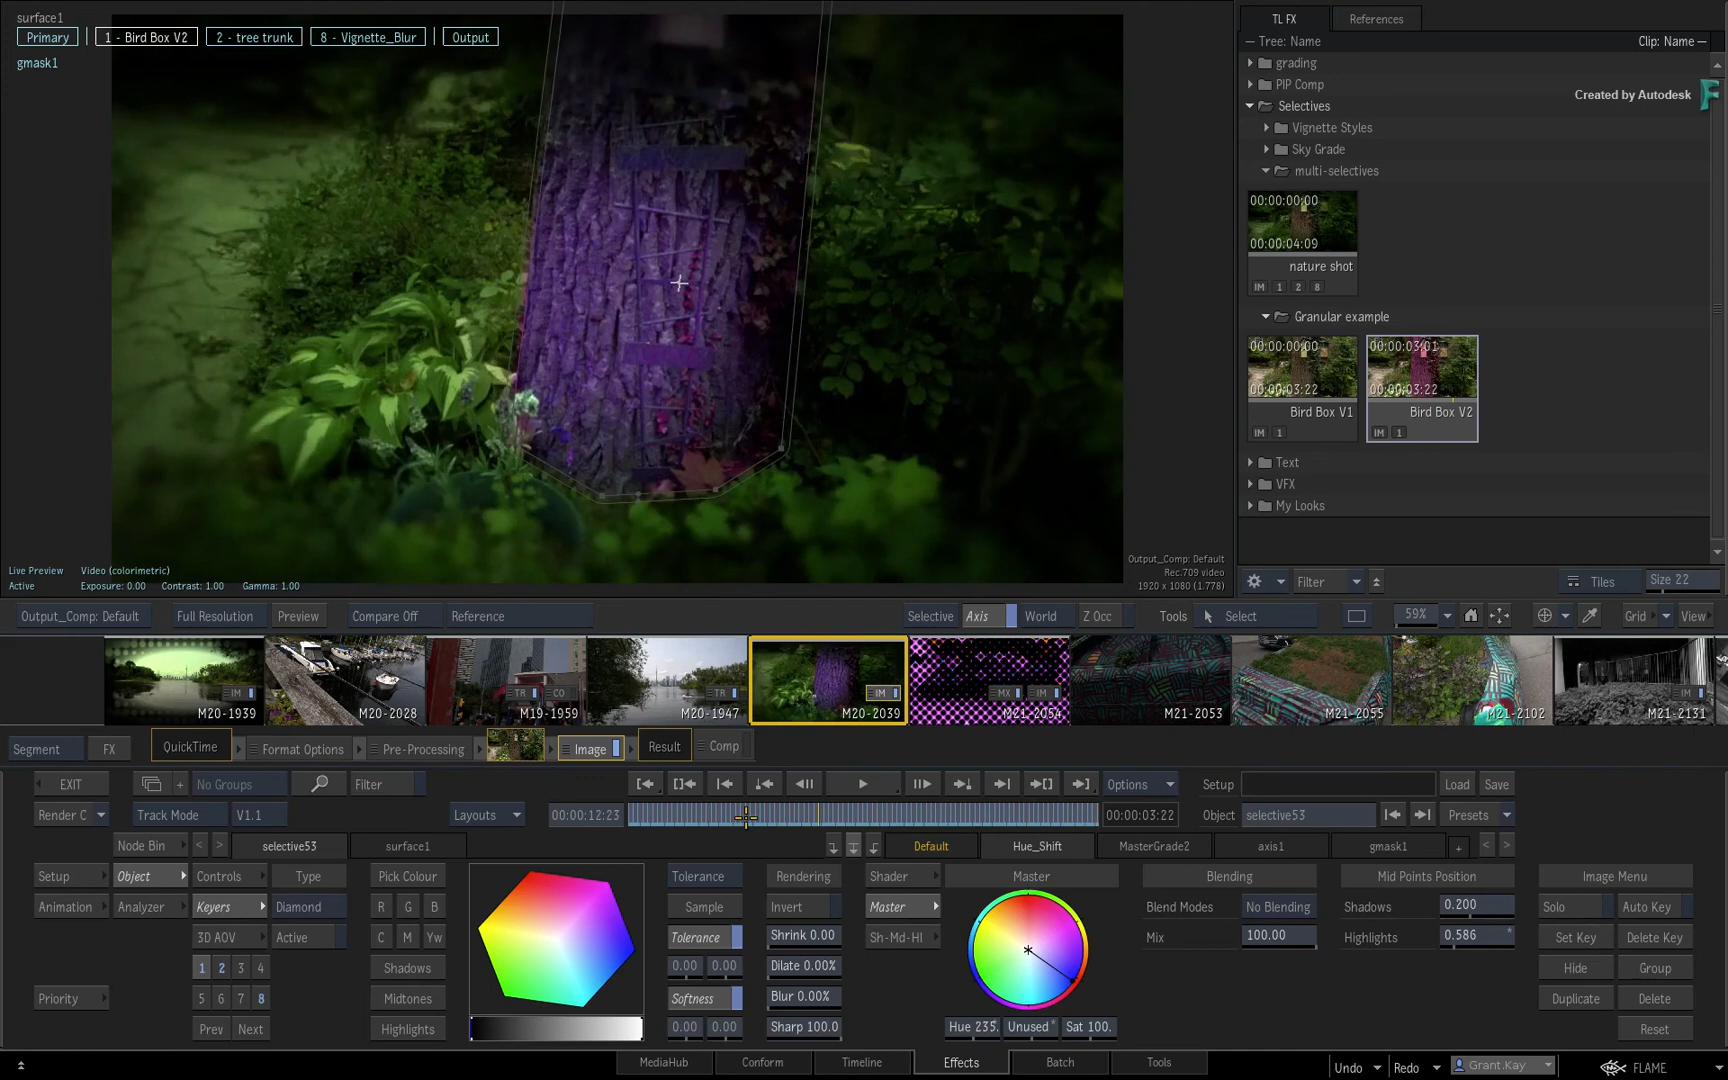 surface1
Primary
1 - Bird Box V2
2 - tree trunk
8 - Vignette_Blur
Output
gmask1
TL FX
References
Tree: Name
Clip: Name
grading
PIP Comp
Created by Autodesk
Selectives
Vignette Styles
Sky Grade
multi-selectives
00:00:00:00
00:00:04:09
nature shot
IM 1 2 8
Granular example
00:00:00:00
00:00:03:22
Bird Box V1
IM 1
00:00:03:01
00:00:03:22
Bird Box V2
IM 1
Text
VFX
My Looks
Live Preview Video (colorimetric)
Active Exposure: 0.00 Contrast: 1.00 Gamma: 1.00
Output_Comp: Default
Rec.709 video
1920 x 1080 (1.778)
Filter
Tiles
Size 22
Output_Comp: Default
Full Resolution
Preview
Compare Off
Reference
Selective
Axis
World
Z Occ
Tools
Select
59%
Grid
View
IM
M20-1939
M20-2028
TR CO
M19-1959
TR
M20-1947
IM
M20-2039
MX IM
M21-2054
M21-2053
M21-2055
M21-2102
IM
M21-2131
Segment
FX
QuickTime
Format Options
Pre-Processing
Image
Result
Comp
EXIT
+
No Groups
Filter
Options
Setup
Load
Save
Render C
Track Mode
V1.1
Layouts
00:00:12:23
00:00:03:22
Object
selective53
Presets
Node Bin
< >
selective53
surface1
Default
Hue_Shift
MasterGrade2
axis1
gmask1
+
< >
Setup
Object
Controls
Type
Pick Colour
Tolerance
Rendering
Shader
Master
Blending
Mid Points Position
Image Menu
Animation
Analyzer
Keyers
Diamond
R G B
Sample
Invert
Master
Blend Modes
No Blending
Shadows
0.200
Solo
Auto Key
3D AOV
Active
C M Yw
Tolerance
Shrink 0.00
Sh-Md-HI
Mix
100.00
Highlights
0.586
Set Key
Delete Key
1 2 3 4
Shadows
0.00 0.00
Dilate 0.00%
Hide
Group
Priority
5 6 7 8
Midtones
Softness
Blur 0.00%
Duplicate
Delete
Prev
Next
Highlights
0.00 0.00
Sharp 100.0
Hue 235.
Unused
Sat 100.
Reset
MediaHub
Conform
Timeline
Effects
Batch
Tools
Undo
Redo
Grant.Kay
FLAME